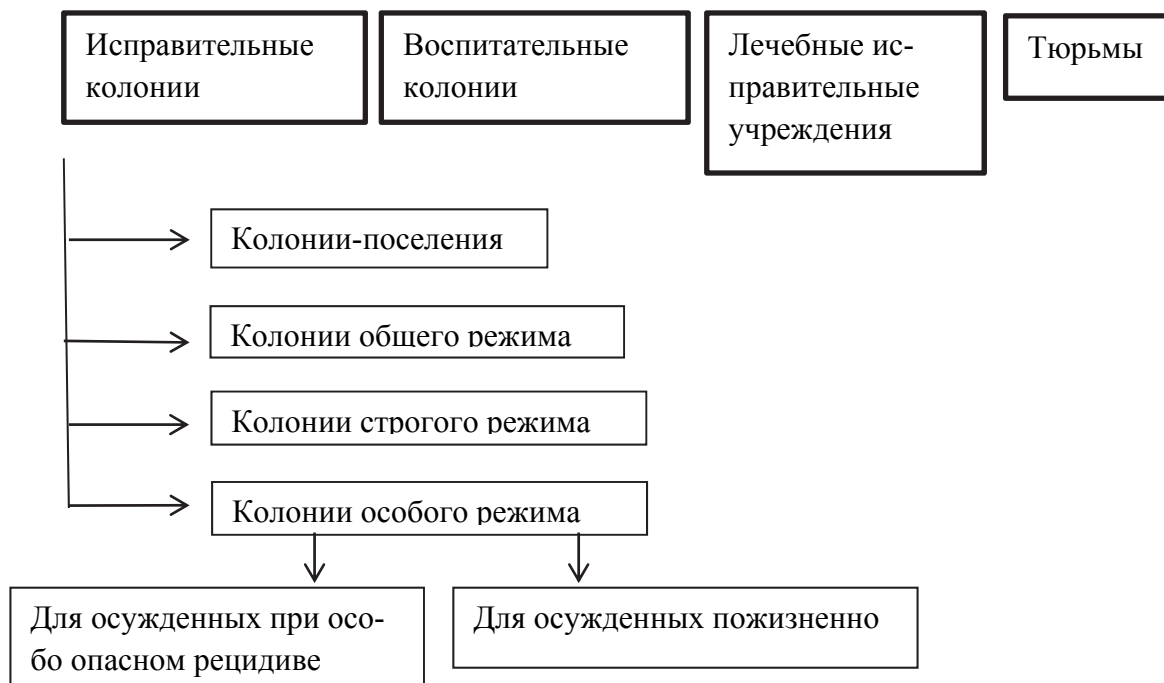 Исправительные
колонии
Воспитательные
колонии
Лечебные ис-
правительные
учреждения
Тюрьмы
Колонии-поселения
Колонии общего режима
Колонии строгого режима
Колонии особого режима
Для осужденных при осо-
бо опасном рецидиве
Для осужденных пожизненно